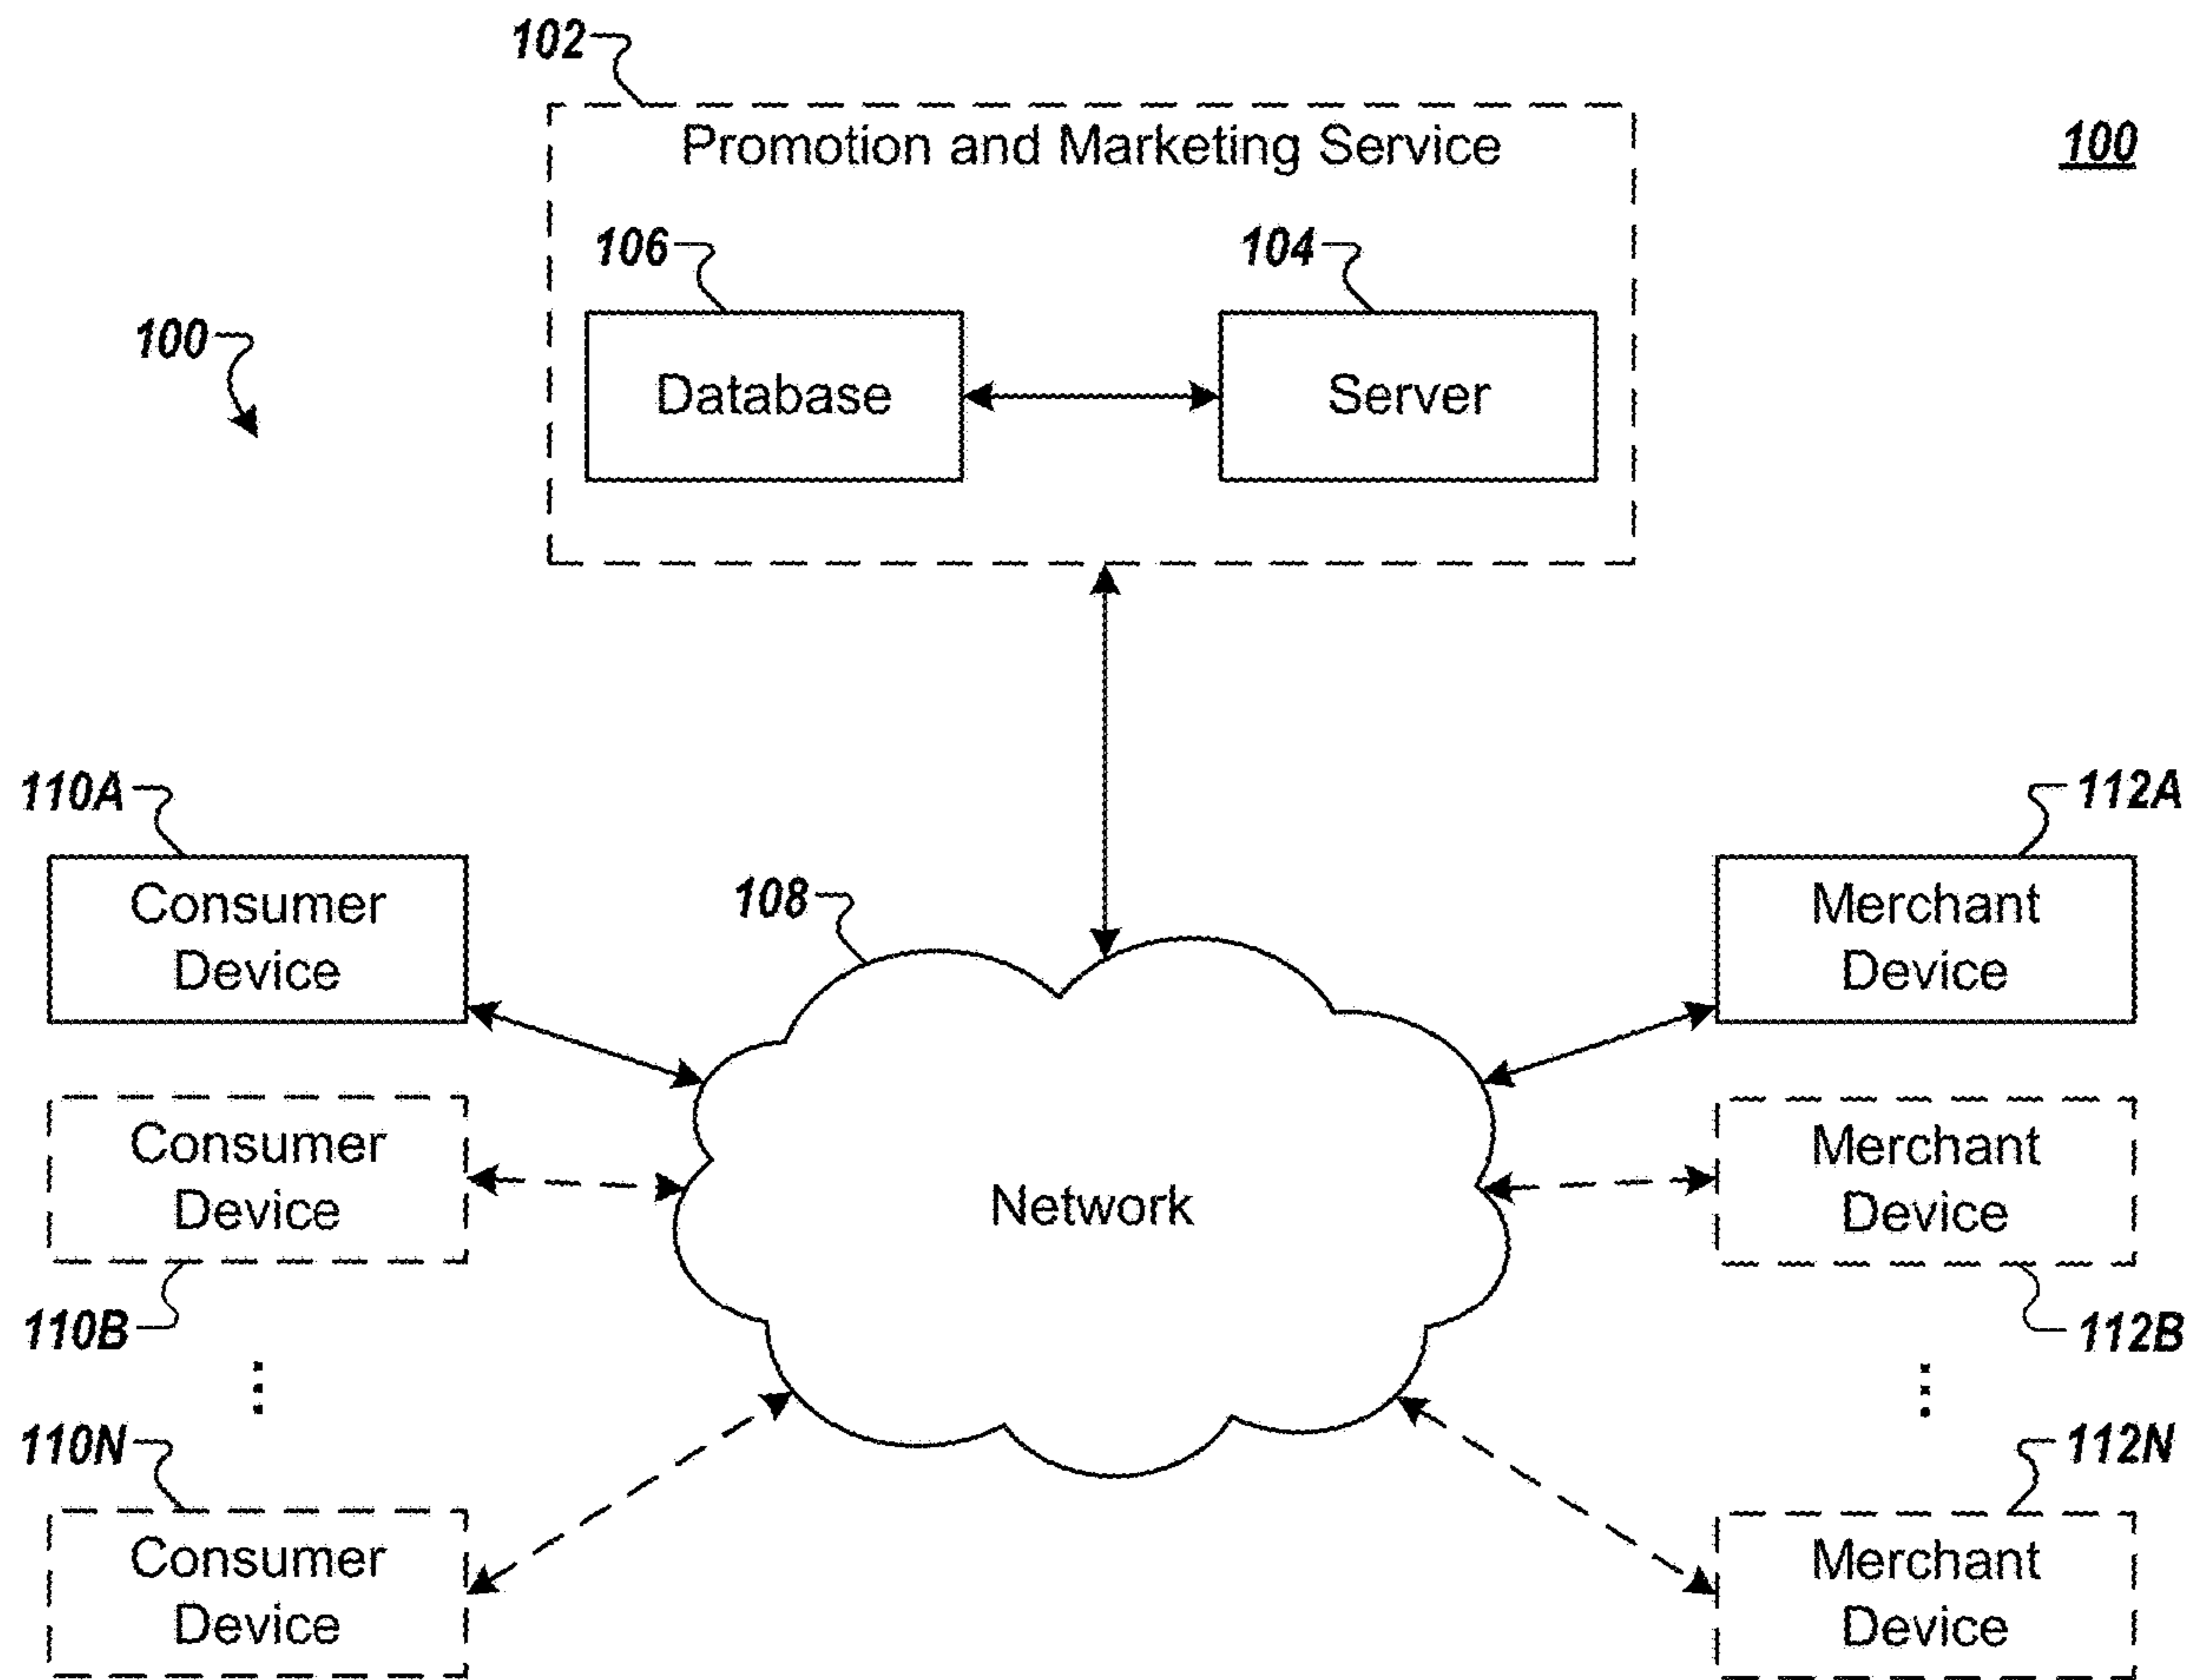 102
Promotion and Marketing Service
100
106
104
100
Database
Server
110A
112A
Consumer
Device
108
Merchant
Device
Consumer
Device
Network
Merchant
Device
110B
112B
⋮
⋮
110N
112N
Consumer
Device
Merchant
Device